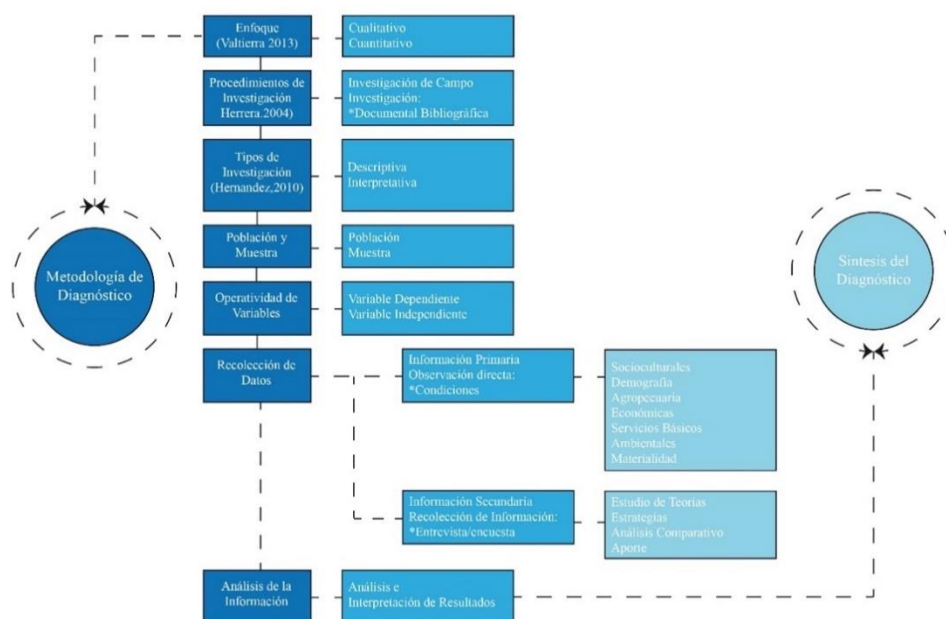 Enfoque
(Valtierra 2013)
Cualitativo
Cuantitativo
Procedimientos de
Investigación
Herrera.2004)
Investigación de Campo
Investigación:
*Documental Bibliográfica
Tipos de
Investigación
(Hernandez,2010)
Descriptiva
Interpretativa
Metodología de
Diagnóstico
Población y
Muestra
Población
Muestra
Sintesis del
Diagnóstico
Operatividad de
Variables
Variable Dependiente
Variable Independiente
Recolección de
Datos
Información Primaria
Observación directa:
*Condiciones
Socioculturales
Demografia
Agropecuaria
Económicas
Servicios Básicos
Ambientales
Materialidad
Información Secundaria
Recolección de Información:
*Entrevista/encuesta
Estudio de Teorias
Estrategias
Análisis Comparativo
Aporte
Análisis de la
Información
Análisis e
Interpretación de Resultados